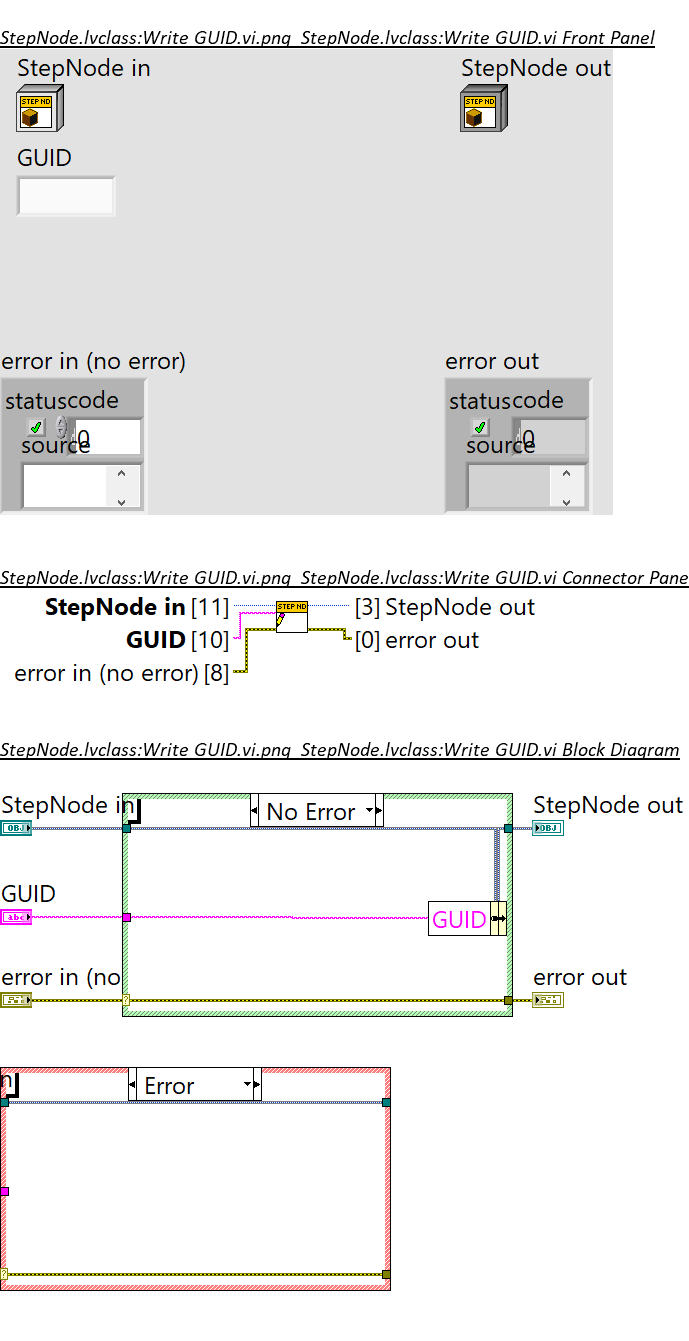 StepNode.lvclass:Write GUID.vi.png StepNode.lvclass:Write GUID.vi Front Panel
StepNode in
StepNode out
STEP ND
STEP ND
GUID
error in (no error)
error out
status code
status code
0
0
source
source
StepNode.lvclass:Write GUID.vi.png StepNode.lvclass:Write GUID.vi Connector Pane
StepNode in [11]
STEP ND
[3] StepNode out
GUID [10]
[0] error out
error in (no error) [8]
StepNode.lvclass:Write GUID.vi.png StepNode.lvclass:Write GUID.vi Block Diagram
StepNode in
No Error
StepNode out
OBJ
OBJ
GUID
abc
GUID
error in (no
error out
?
n
Error
?